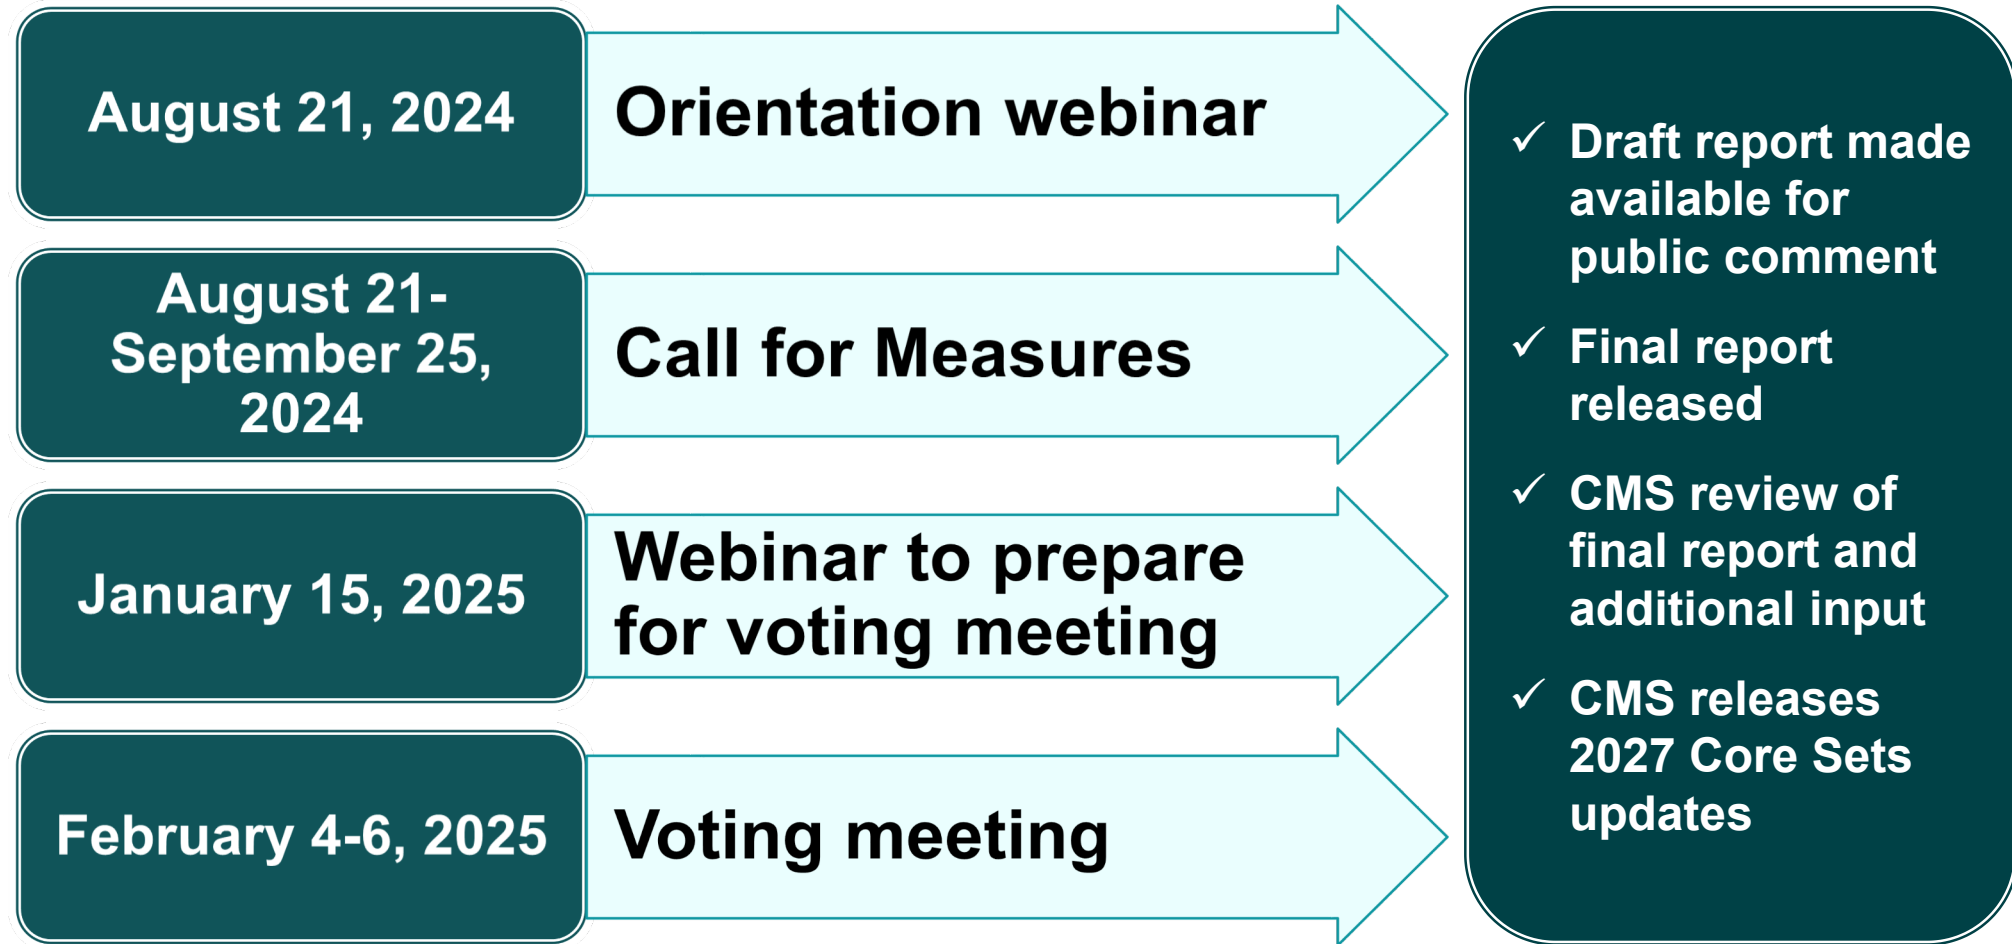 August 21, 2024
Orientation webinar
August 21-
September 25,
2024
Call for Measures
January 15, 2025
Webinar to prepare
for voting meeting
February 4-6, 2025
Voting meeting
✓ Draft report made
available for
public comment
✓ Final report
released
✓ CMS review of
final report and
additional input
✓ CMS releases
2027 Core Sets
updates